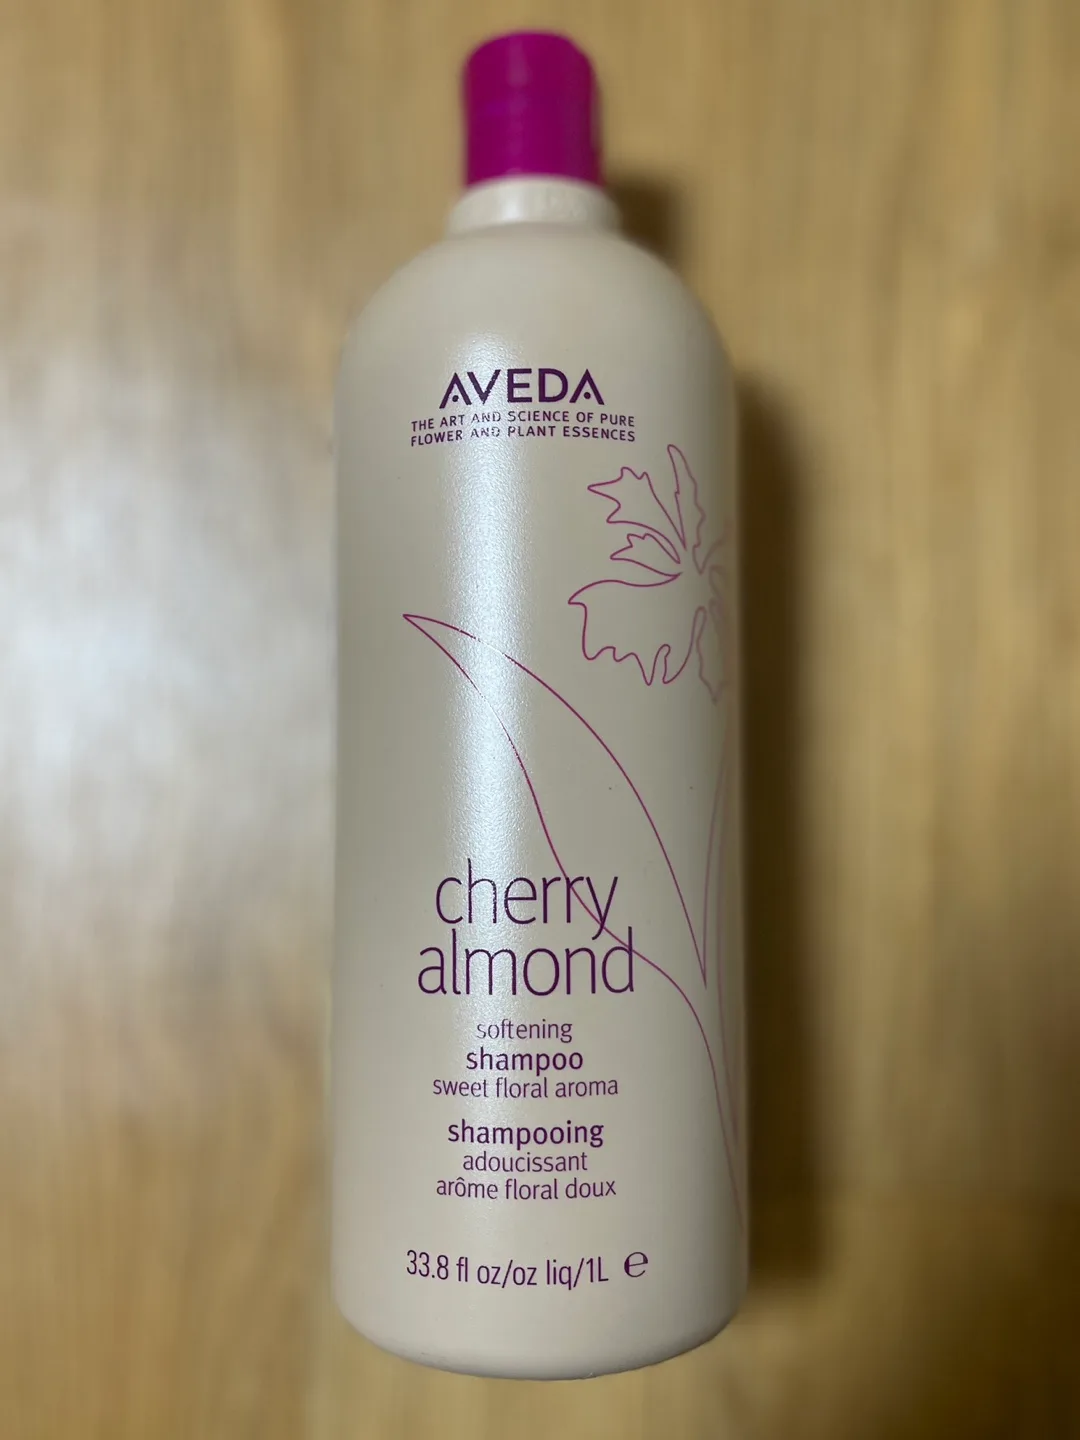 AVEDA
THE ART AND SCIENCE OF PURE
FLOWER AND PLANT ESSENCES
cherry
almond
softening
shampoo
sweet floral aroma
shampooing
adoucissant
arôme floral doux
33.8 fl oz/oz liq/1L ℮